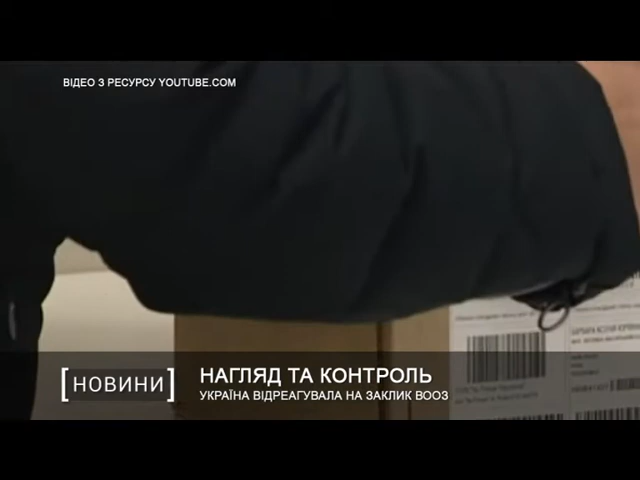 ВІДЕО З РЕСУРСУ YOUTUBE.COM
[НОВИНИ]
НАГЛЯД ТА КОНТРОЛЬ
УКРАЇНА ВІДРЕАГУВАЛА НА ЗАКЛИК ВООЗ